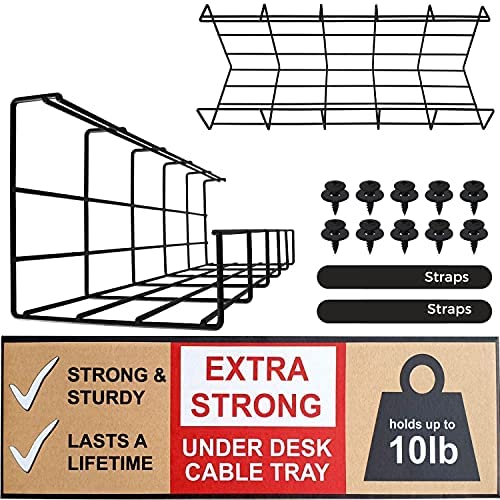 Straps
Straps
STRONG &
STURDY
LASTS A
LIFETIME
EXTRA
STRONG
UNDER DESK
CABLE TRAY
holds up to
10lb